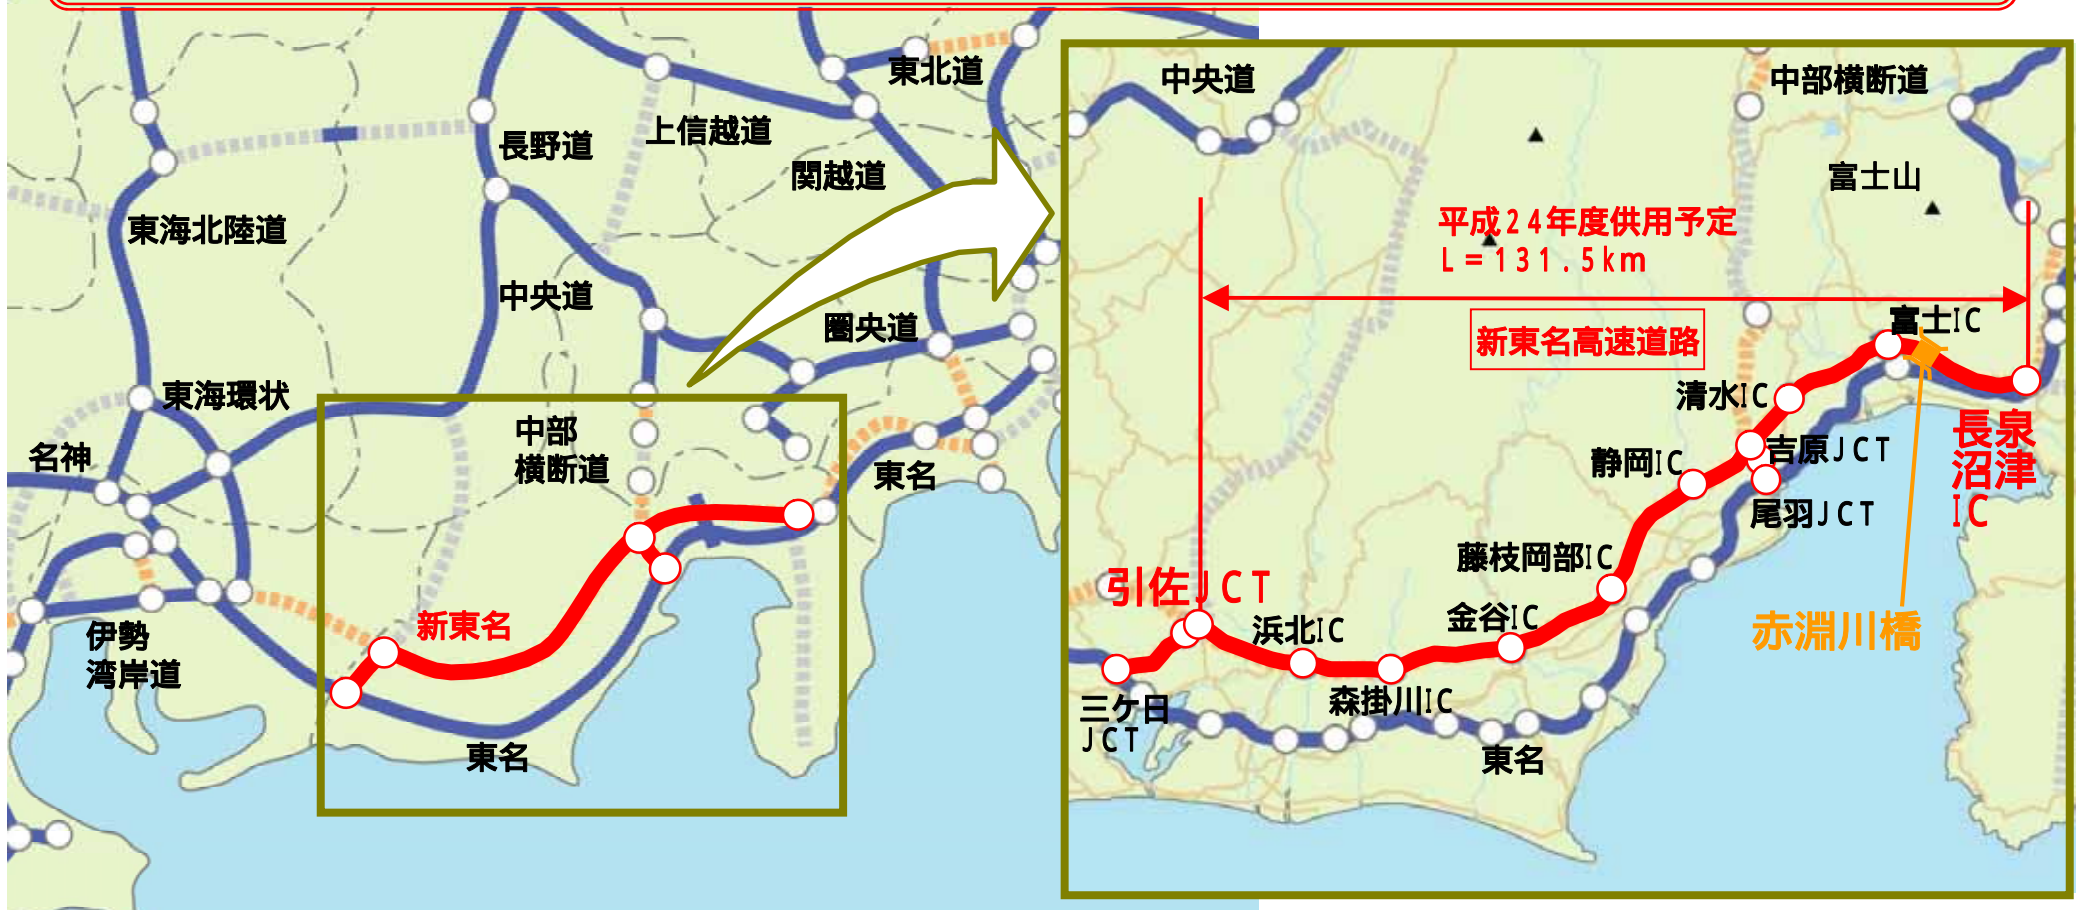 東北道
長野道
上信越道
関越道
東海北陸道
中央道
圏央道
東海環状
名神
中部
横断道
東名
新東名
伊勢
湾岸道
東名
中央道
中部横断道
富士山
平成24年度供用予定
L=131.5km
新東名高速道路
富士IC
清水IC
吉原JCT
静岡IC
長泉
沼津
IC
尾羽JCT
藤枝岡部IC
引佐JCT
金谷IC
浜北IC
赤淵川橋
森掛川IC
三ケ日
JCT
東名